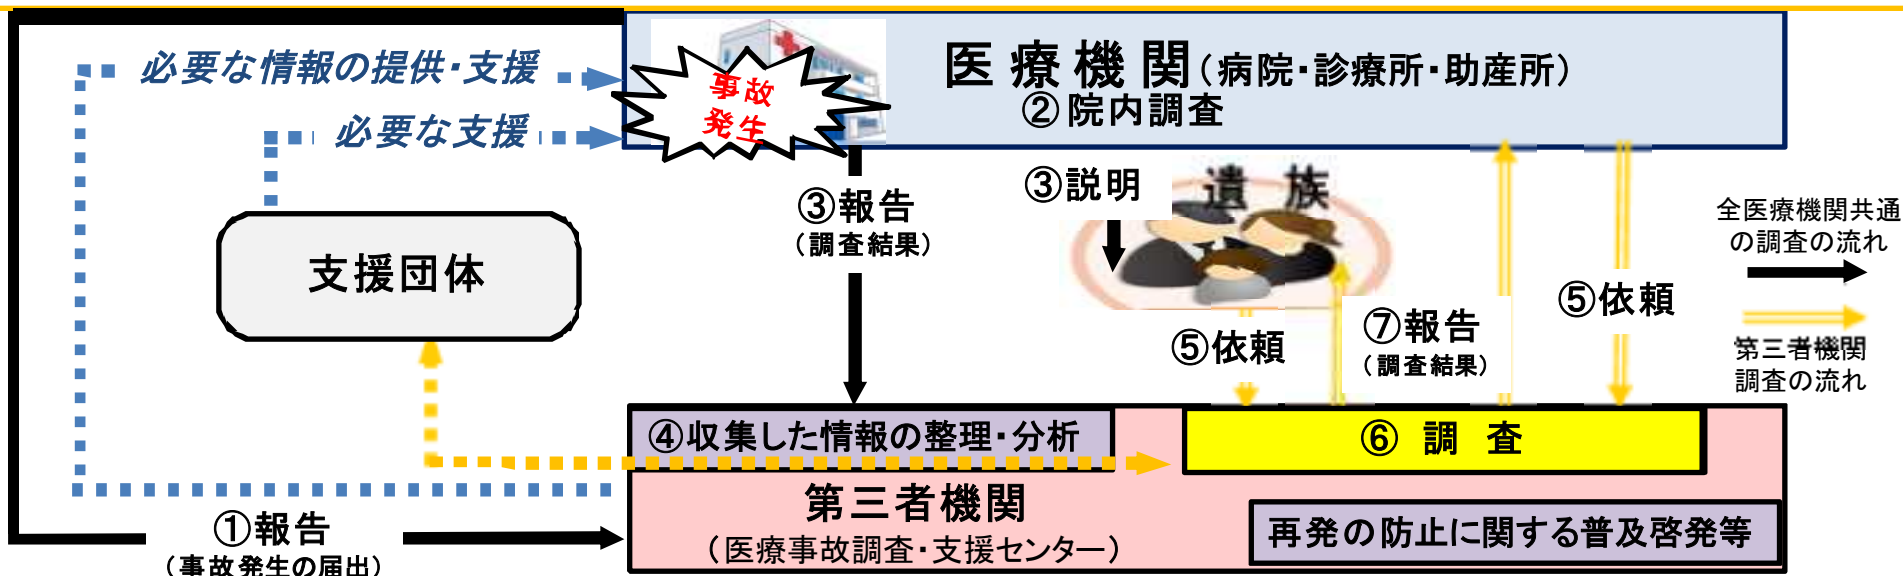 医療機関（病院・診療所・助産所）
②院内調査
事故
発生
必要な情報の提供・支援
必要な支援
③報告
（調査結果）
③説明
遺族
支援団体
⑤依頼
⑦報告
（調査結果）
⑤依頼
全医療機関共通
の調査の流れ
第三者機関
調査の流れ
④収集した情報の整理・分析
⑥ 調 査
第三者機関
（医療事故調査・支援センター）
再発の防止に関する普及啓発等
①報告
（事故発生の届出）